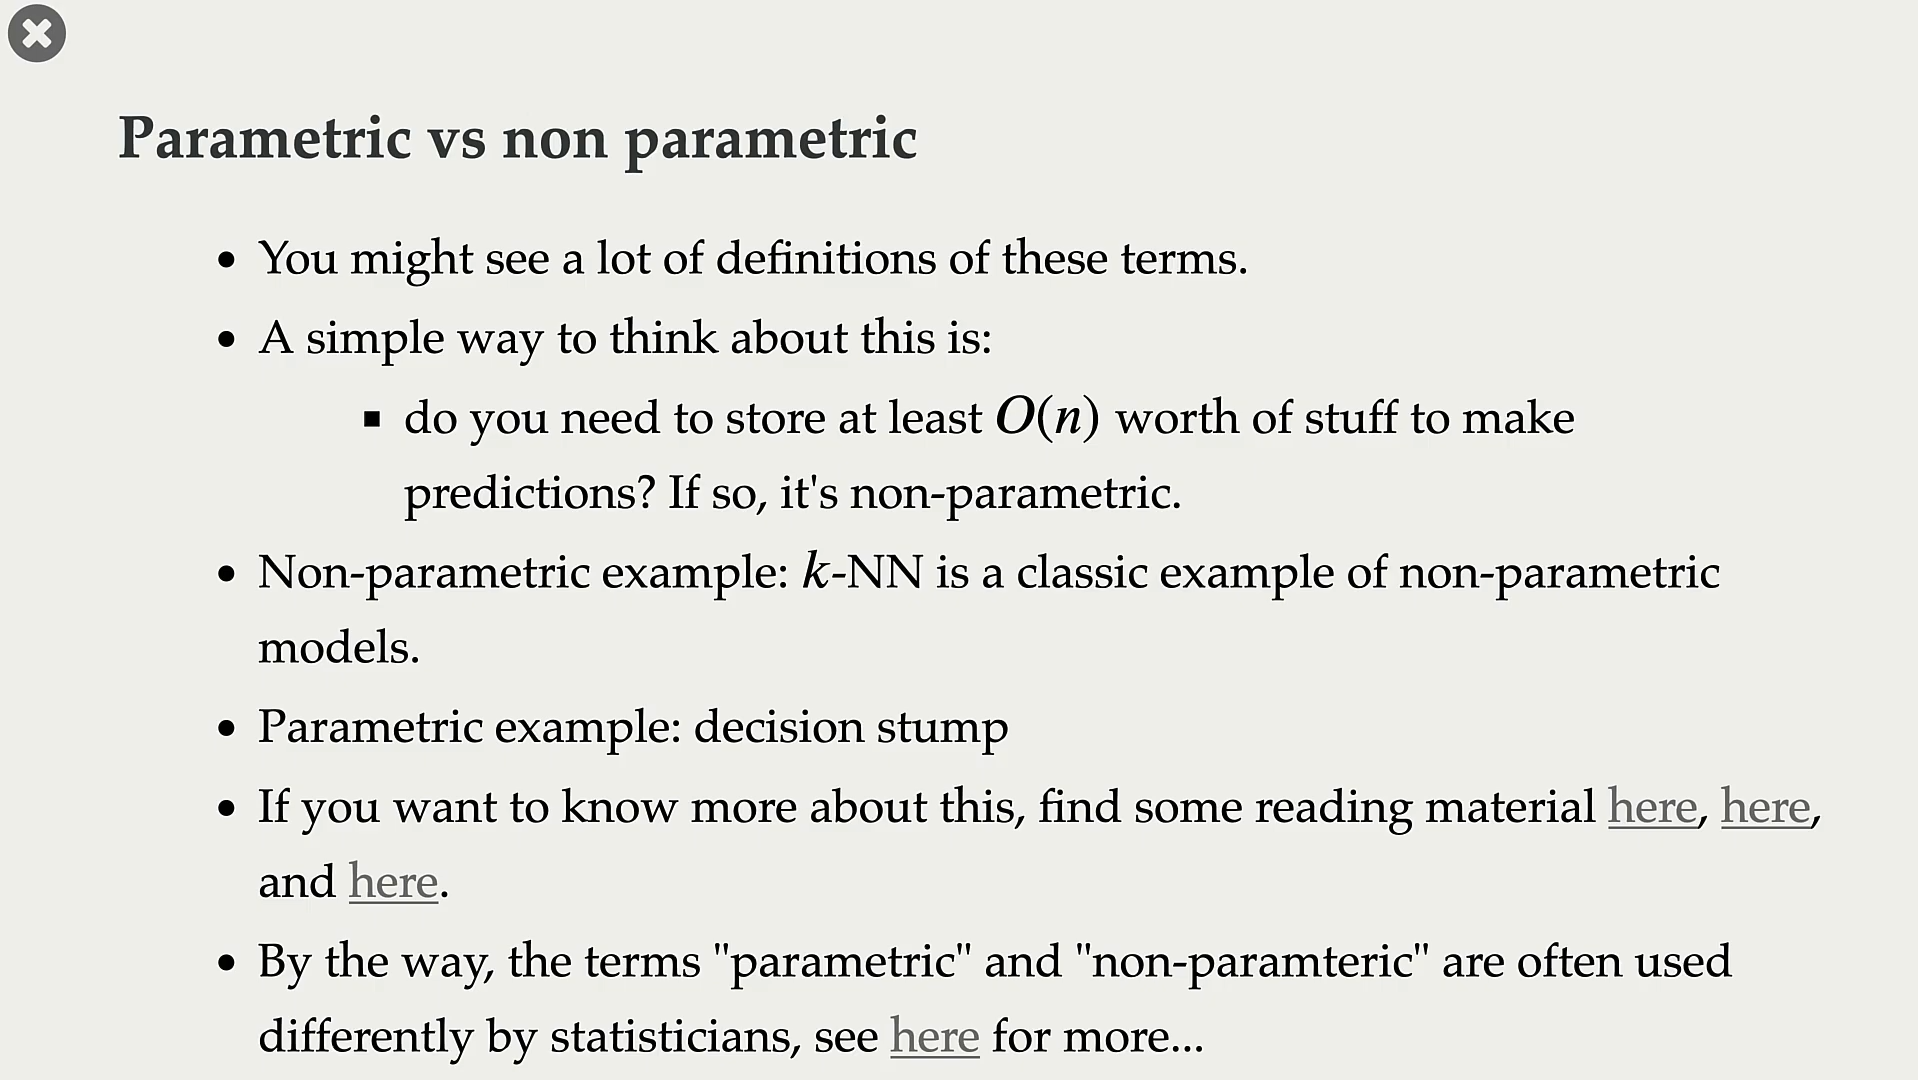 Parametric vs non parametric
• You might see a lot of definitions of these terms.
• A simple way to think about this is:
▪ do you need to store at least O(n) worth of stuff to make
predictions? If so, it's non-parametric.
• Non-parametric example: k-NN is a classic example of non-parametric
models.
• Parametric example: decision stump
• If you want to know more about this, find some reading material here, here,
and here.
• By the way, the terms "parametric" and "non-paramteric" are often used
differently by statisticians, see here for more...